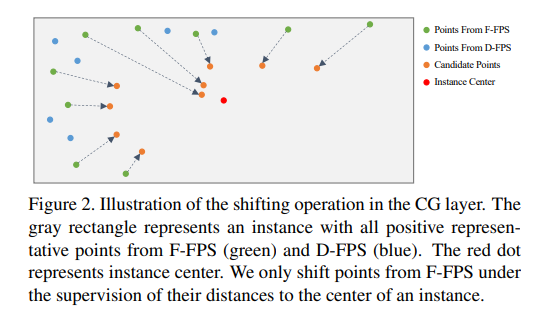 Points From F-FPS
Points From D-FPS
Candidate Points
Instance Center
Figure 2. Illustration of the shifting operation in the CG layer. The
gray rectangle represents an instance with all positive represen-
tative points from F-FPS (green) and D-FPS (blue). The red dot
represents instance center. We only shift points from F-FPS under
the supervision of their distances to the center of an instance.